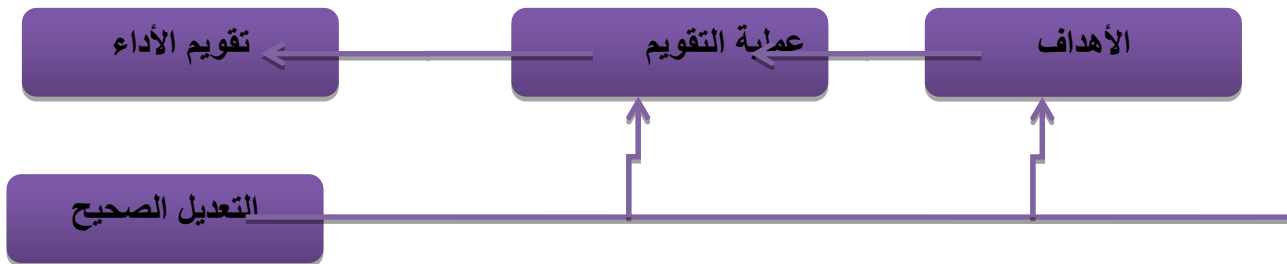 الأهداف
عملية التقويم
تقويم الأداء
التعديل الصحيح